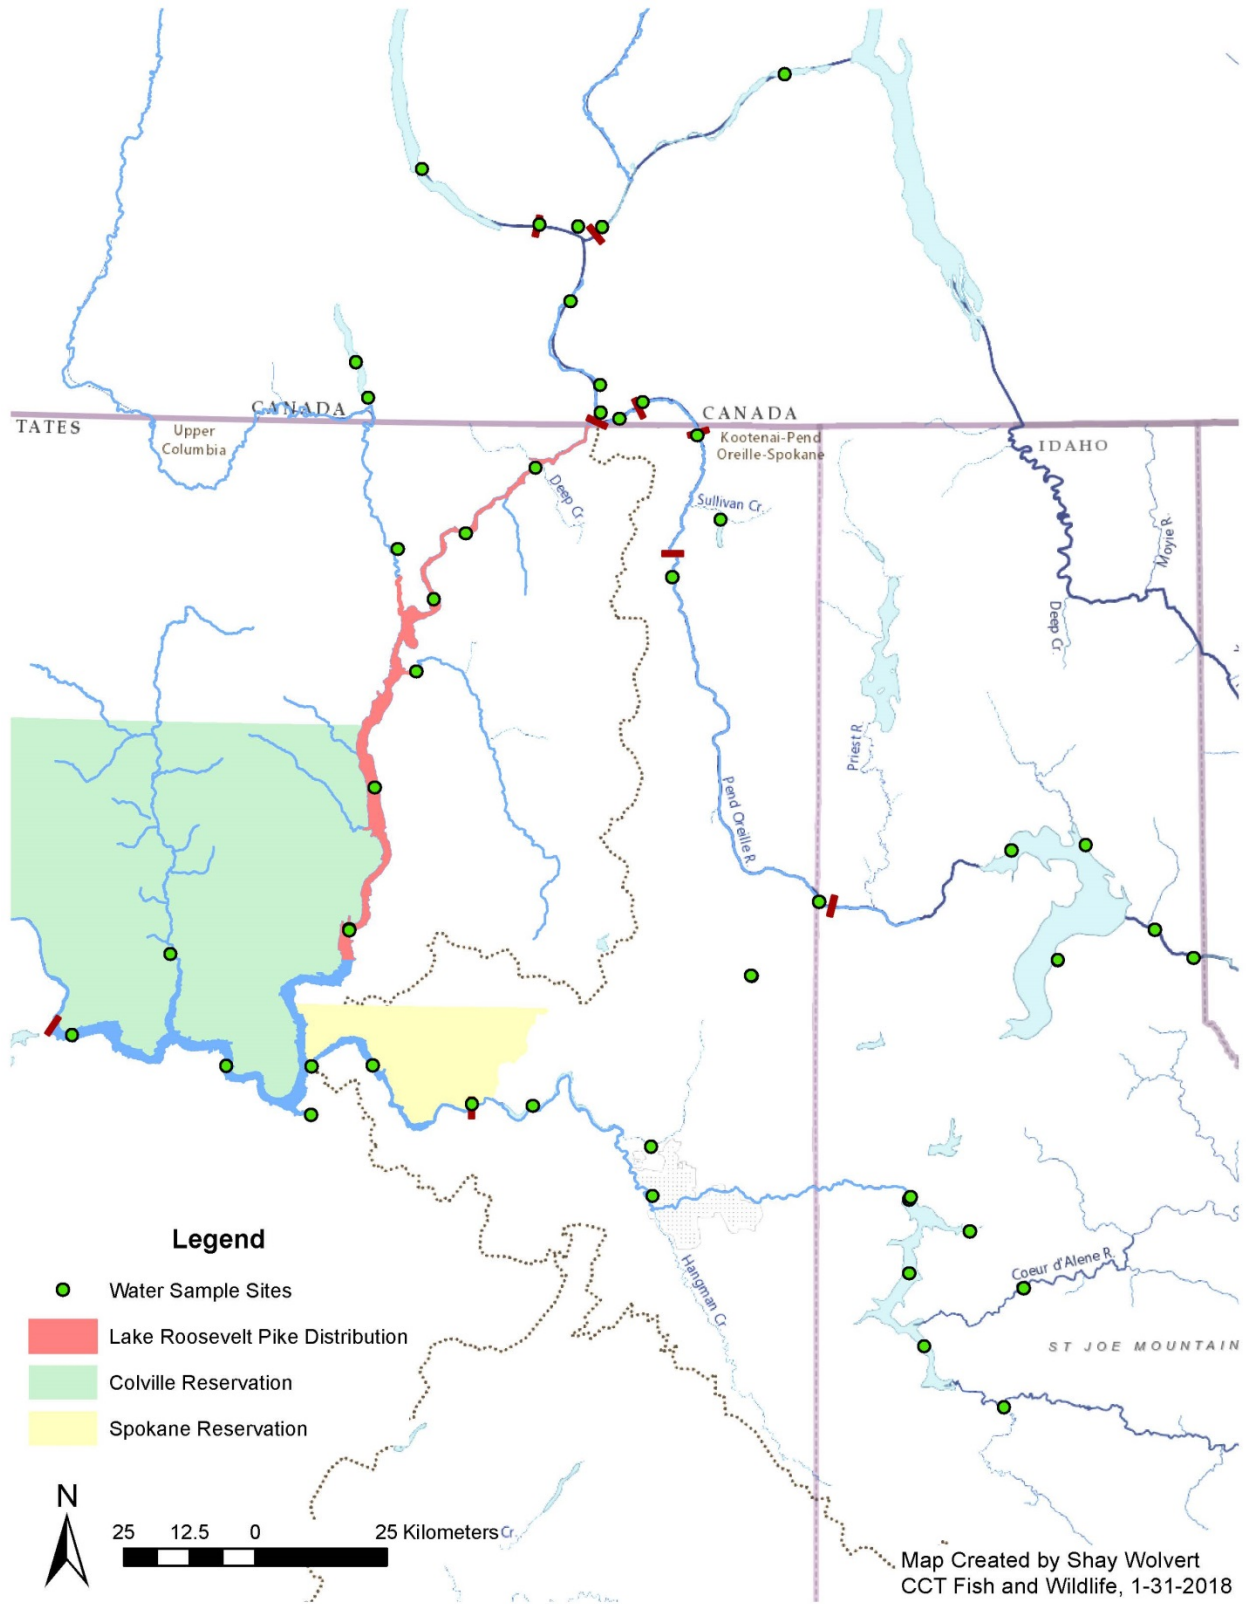 CANADA
CANADA
TATES
Upper
Columbia
Kootenai-Pend
Oreille-Spokane
IDAHO
Deep Cr.
Sullivan Cr.
Moyie R.
Deep Cr.
Priest R.
Pend Oreille R.
Hangman Cr.
Coeur d'Alene R.
ST JOE MOUNTAIN
Legend
Water Sample Sites
Lake Roosevelt Pike Distribution
Colville Reservation
Spokane Reservation
N
25 12.5 0 25 Kilometers
Cr.
Map Created by Shay Wolvert
CCT Fish and Wildlife, 1-31-2018